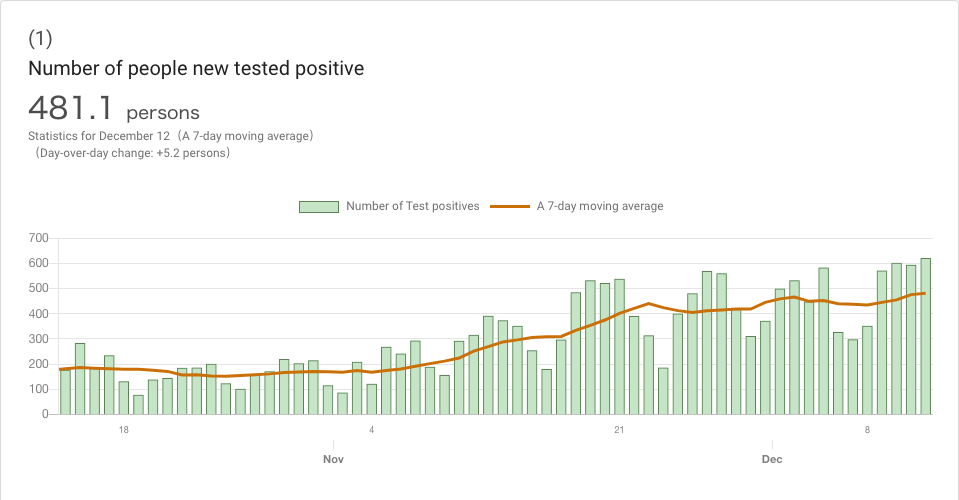 (1)
Number of people new tested positive
481.1 persons
Statistics for December 12 (A 7-day moving average)
(Day-over-day change: +5.2 persons)
Number of Test positives A 7-day moving average
700
600
500
400
300
200
100
0
18 4 21 8
Nov Dec